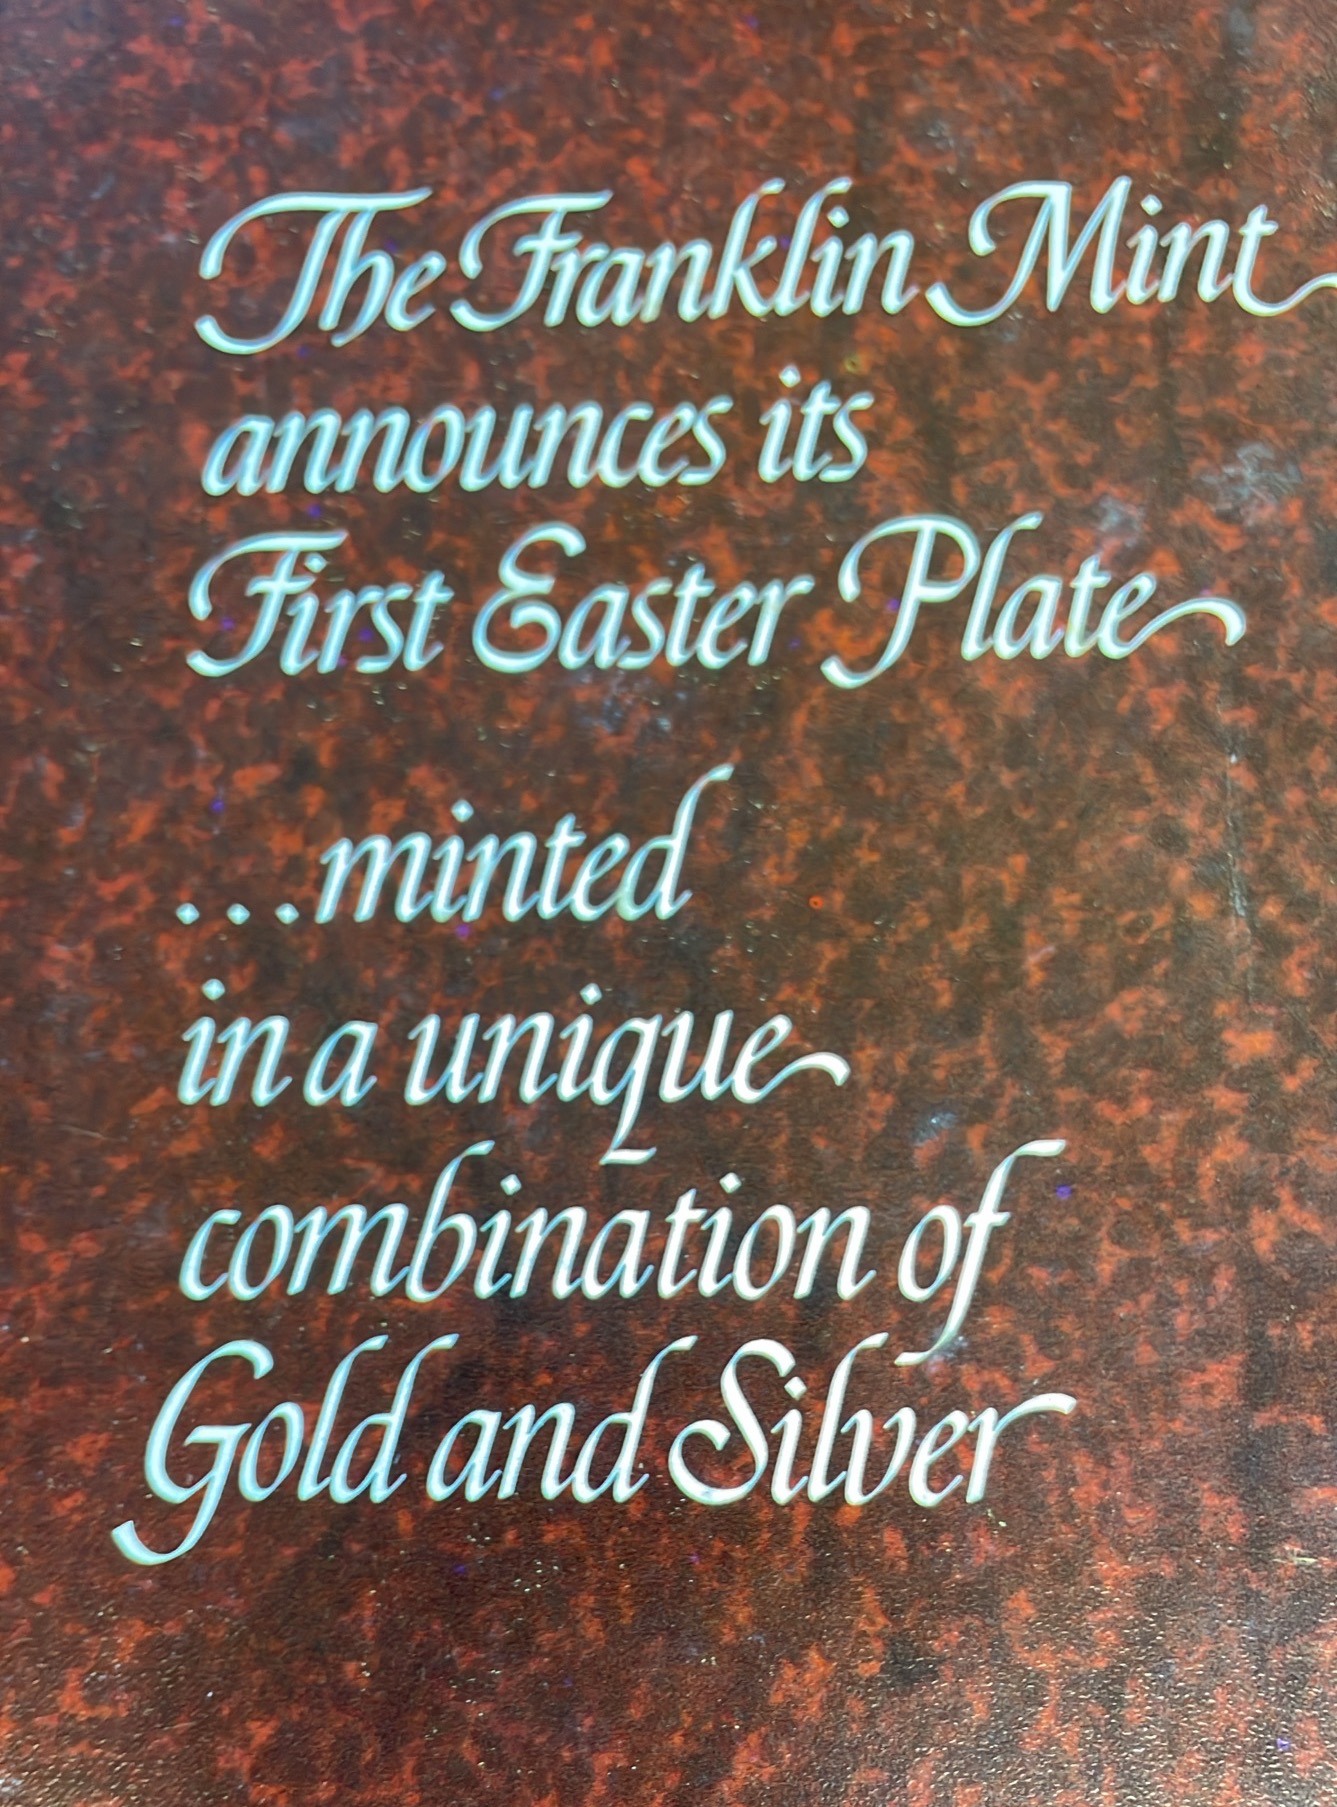 The Franklin Mint
announces its
First Easter Plate
...minted
in a unique
combination of
Gold and Silver